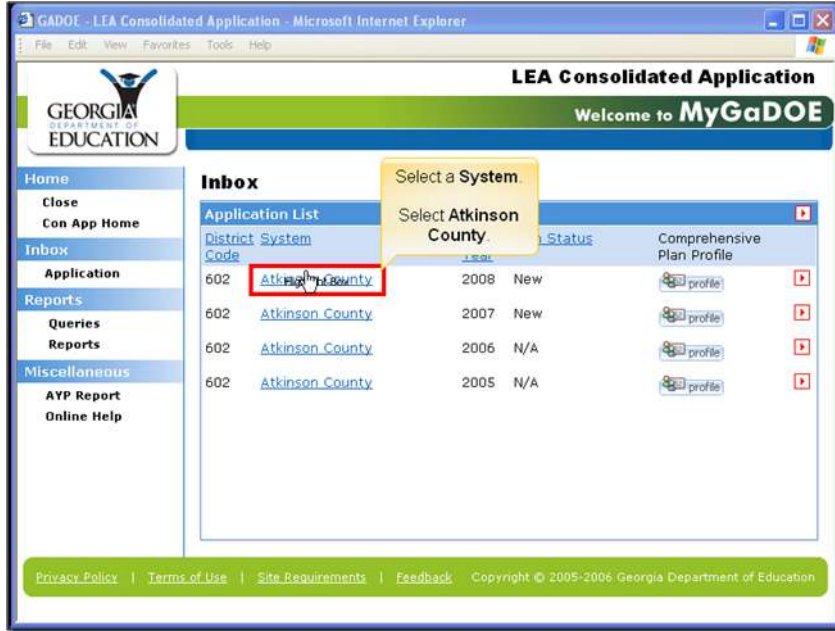 GADOE - LEA Consolidated Application - Microsoft Internet Explorer
File Edit View Favorites Tools Help
GEORGIA
DEPARTMENT OF
EDUCATION
LEA Consolidated Application
Welcome to MyGaDOE
Home
Close
Con App Home
Inbox
Application
Reports
Queries
Reports
Miscellaneous
AYP Report
Online Help
Inbox
Select a System.
Select Atkinson
County.
Application List
District System Status Comprehensive
Code Year Plan Profile
602 Atkinson County 2008 New profile
602 Atkinson County 2007 New profile
602 Atkinson County 2006 N/A profile
602 Atkinson County 2005 N/A profile
Privacy Policy | Terms of Use | Site Requirements | Feedback Copyright © 2005-2006 Georgia Department of Education